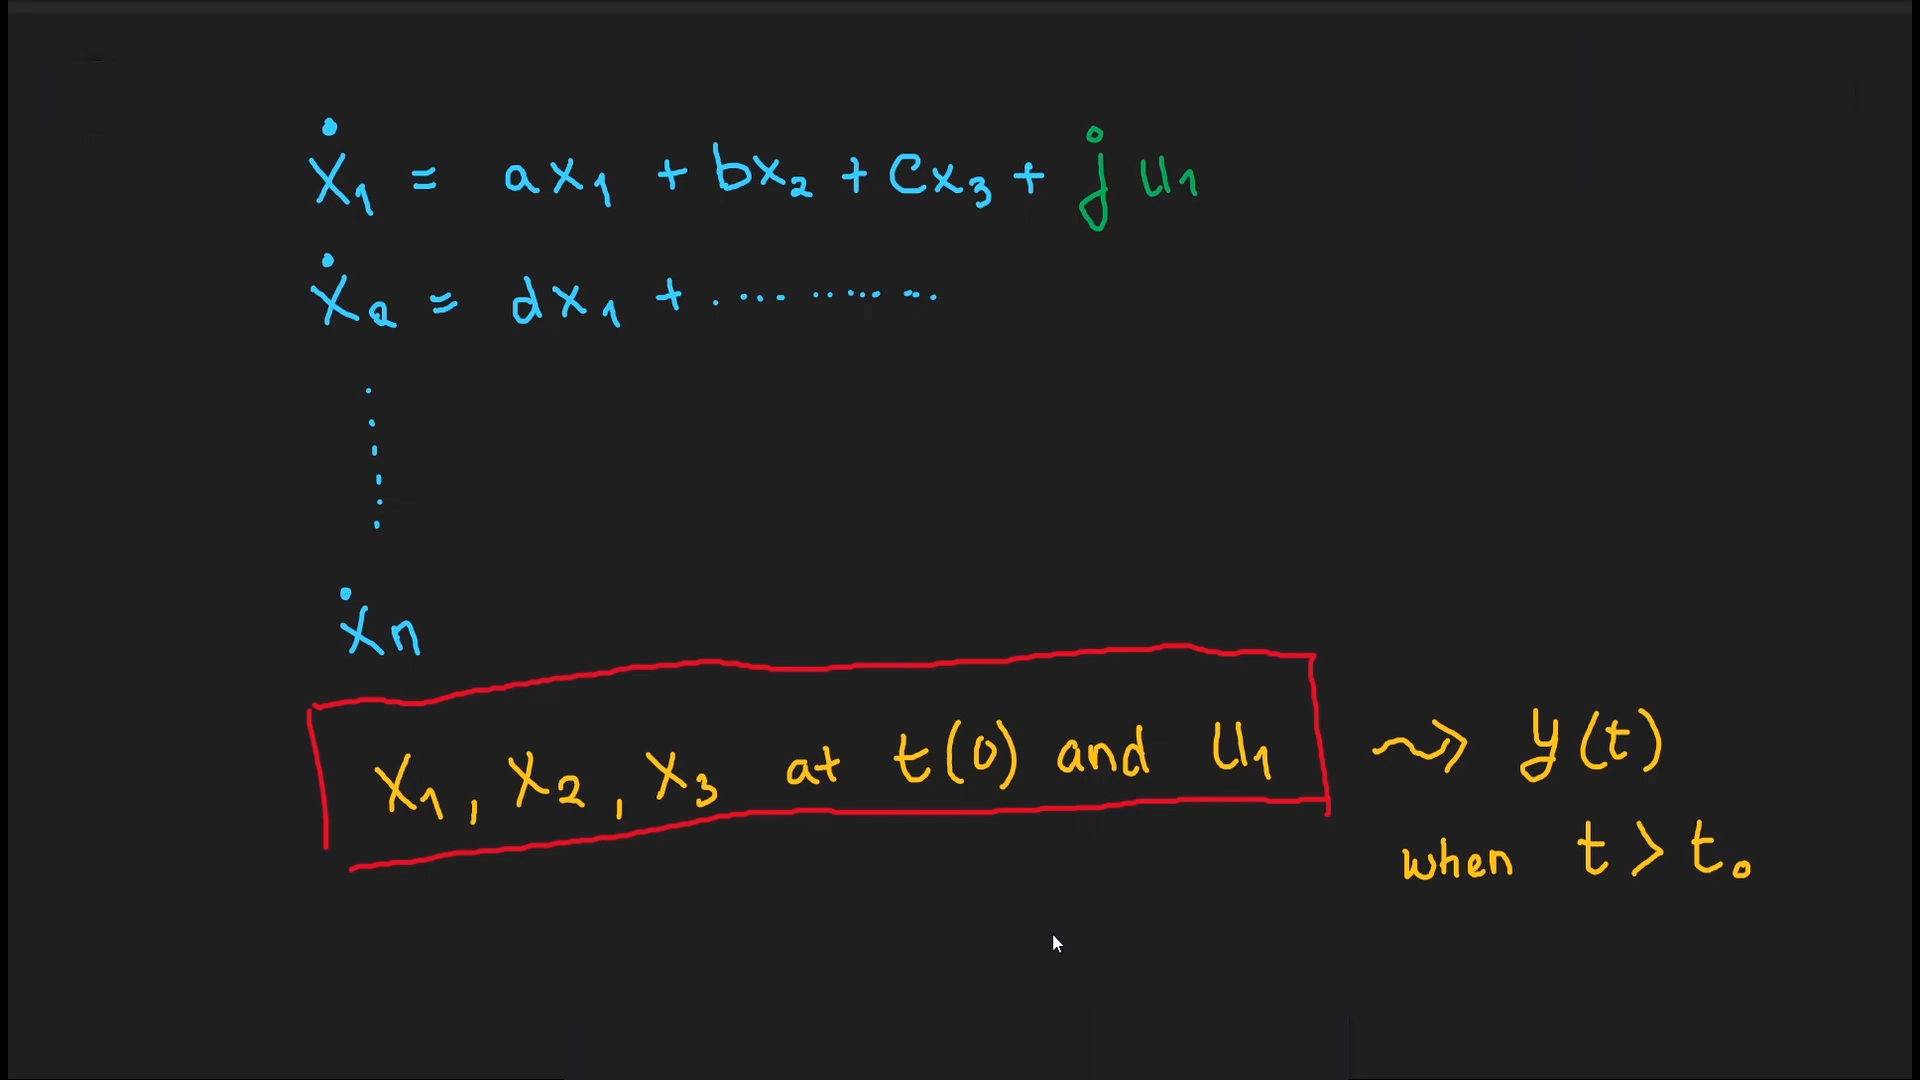 ẋ₁ = ax₁ + bx₂ + cx₃ + j u₁
ẋ₂ = dx₁ + ..............
ẋn
x₁, x₂, x₃ at t(0) and u₁ ⇝ y(t)
when t > t₀